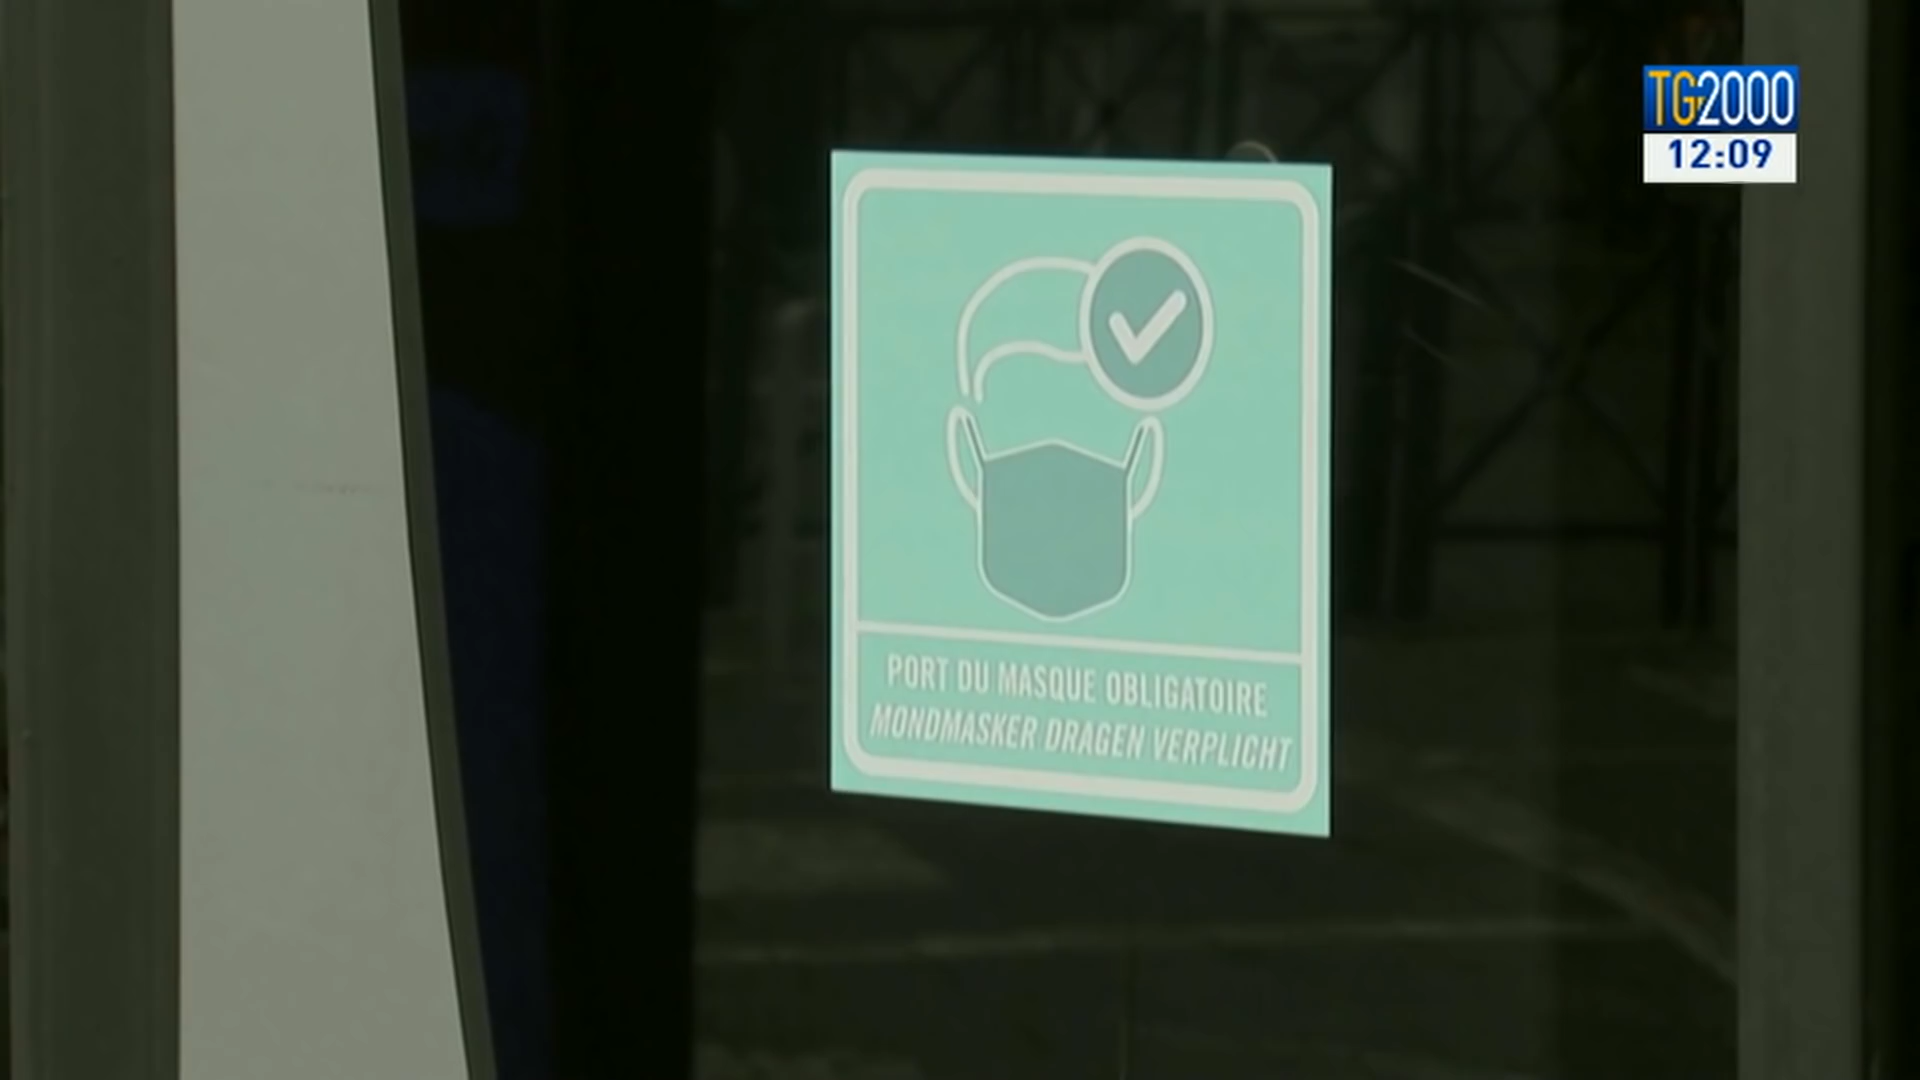 TG2000
12:09
PORT DU MASQUE OBLIGATOIRE
MONDMASKER DRAGEN VERPLICHT